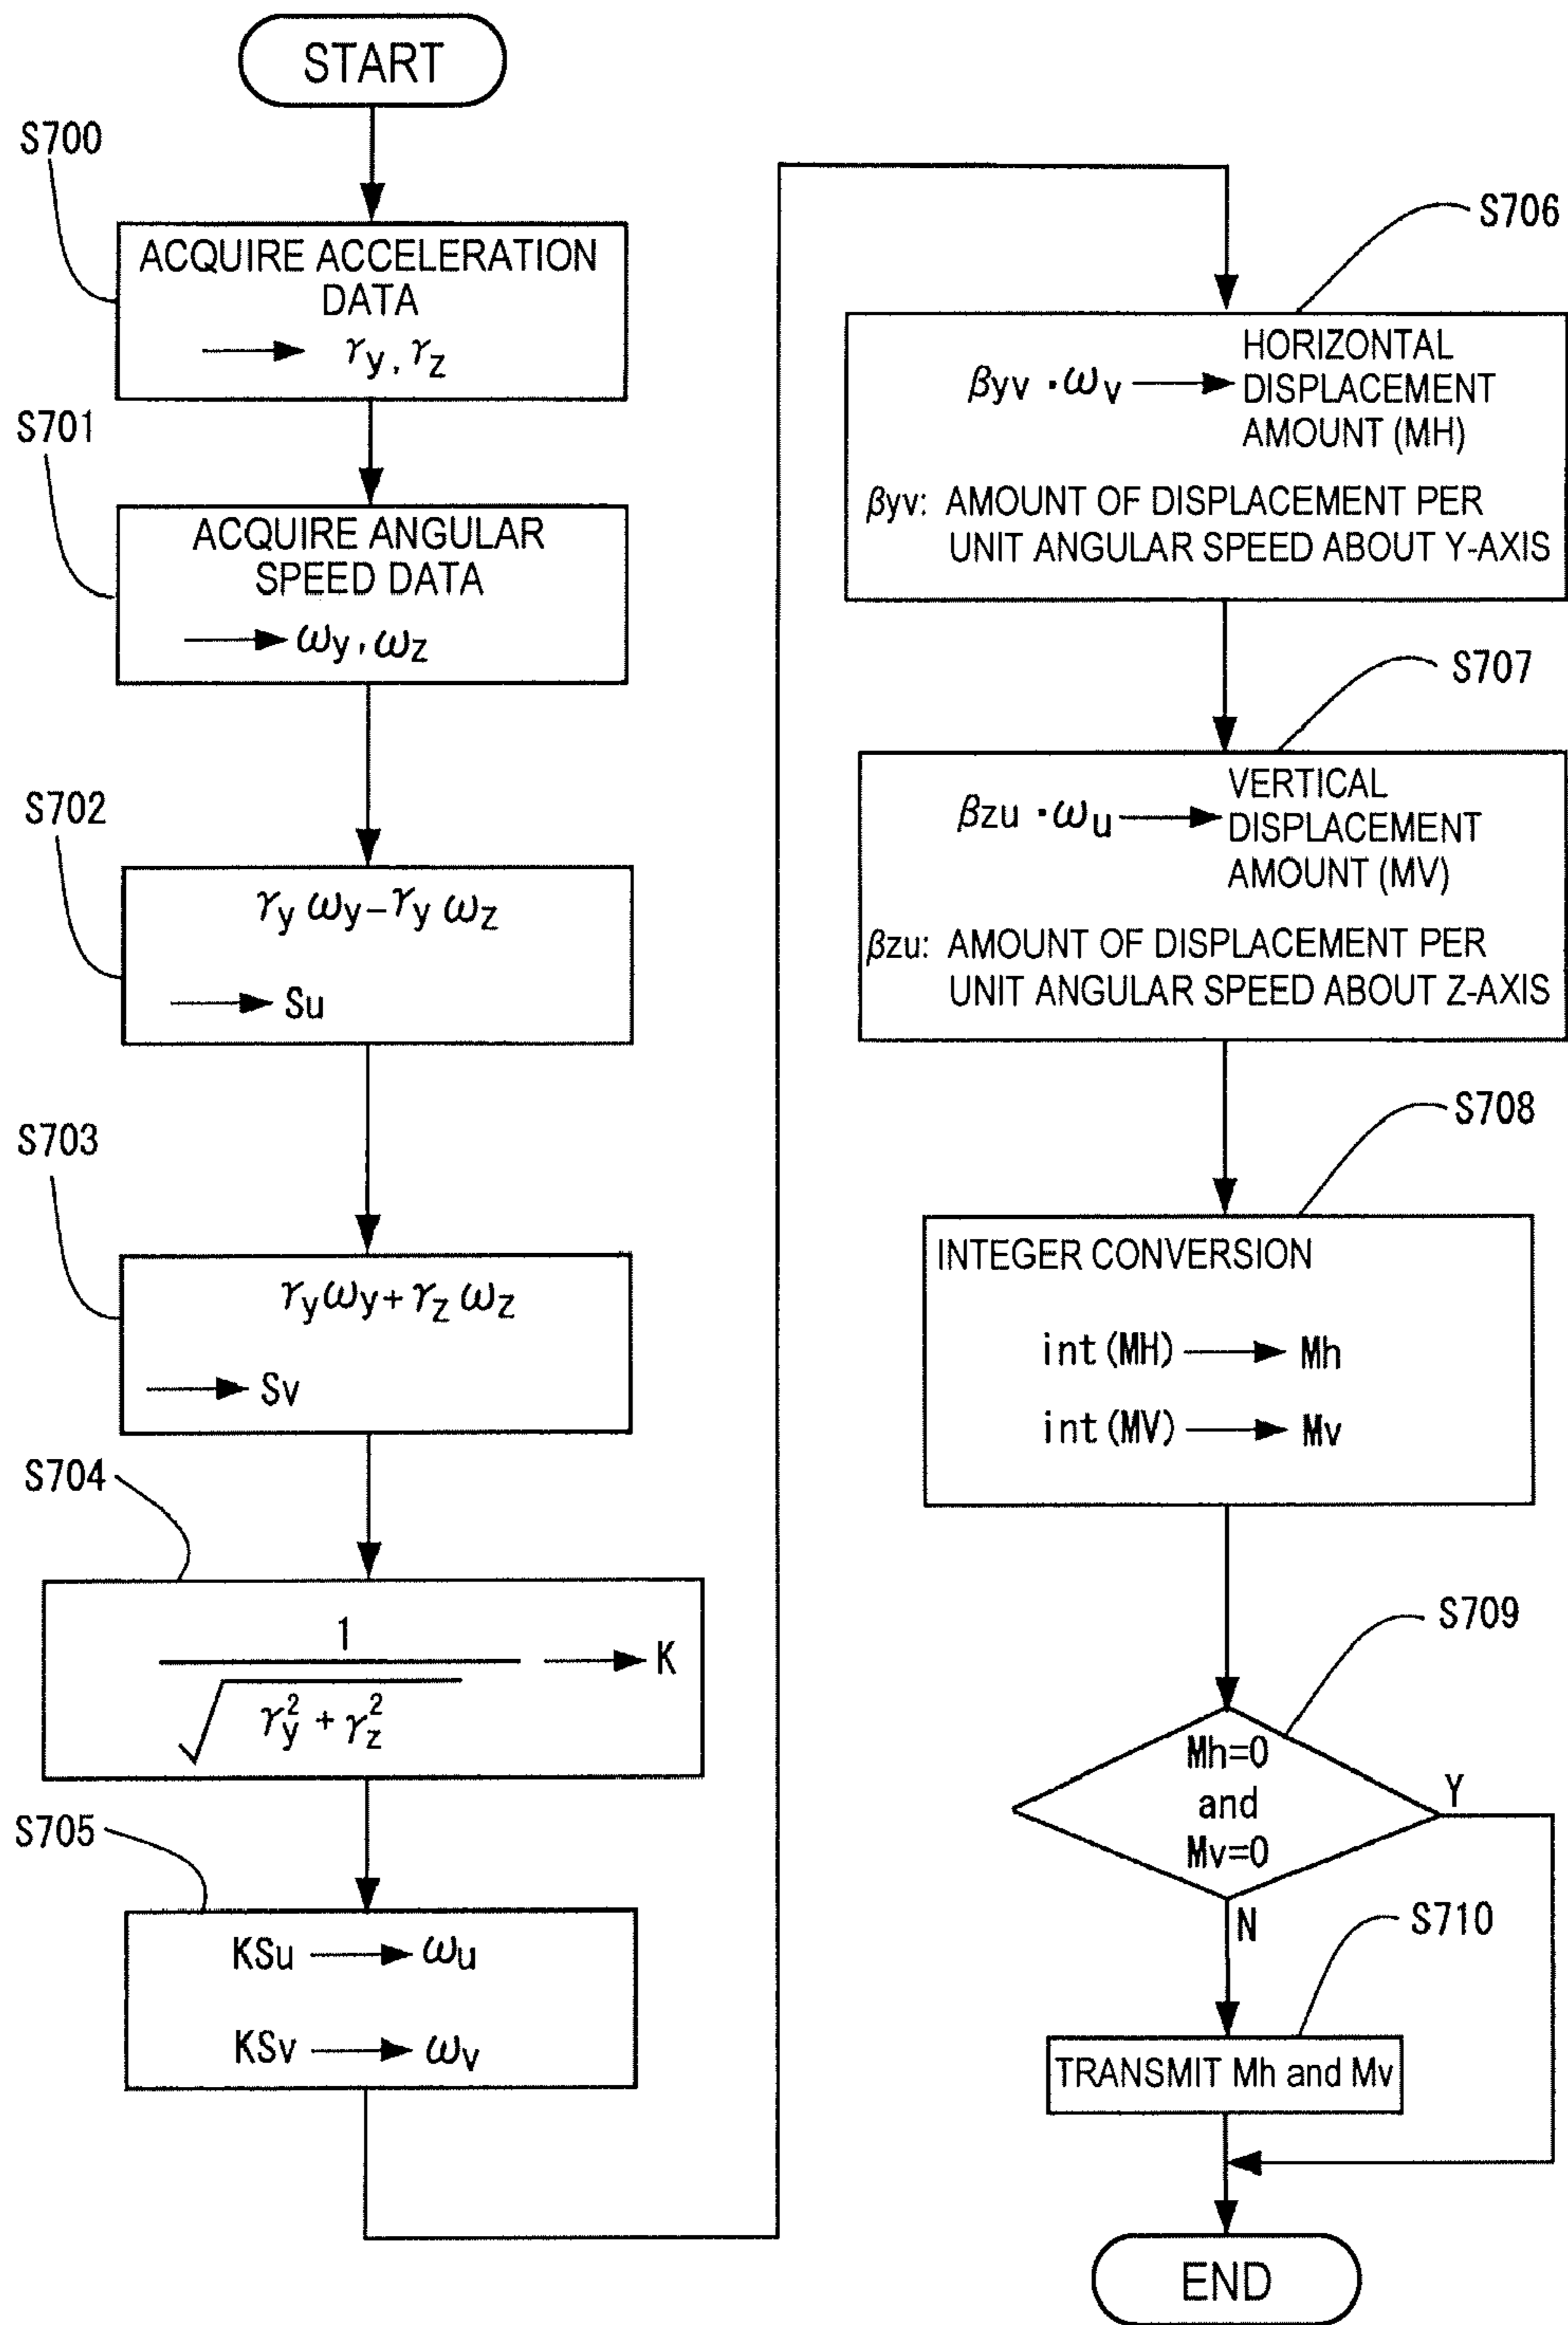 START
S700
ACQUIRE ACCELERATION
DATA
→ γy, γz
S701
ACQUIRE ANGULAR
SPEED DATA
→ ωy, ωz
S702
γy ωy − γy ωz
→ Su
S703
γy ωy + γz ωz
→ Sv
S704
1 / √(γy² + γz²) → K
S705
KSu → ωu
KSv → ωv
S706
βyv · ωv → HORIZONTAL
DISPLACEMENT
AMOUNT (MH)
βyv: AMOUNT OF DISPLACEMENT PER
UNIT ANGULAR SPEED ABOUT Y-AXIS
S707
βzu · ωu → VERTICAL
DISPLACEMENT
AMOUNT (MV)
βzu: AMOUNT OF DISPLACEMENT PER
UNIT ANGULAR SPEED ABOUT Z-AXIS
S708
INTEGER CONVERSION
int (MH) → Mh
int (MV) → Mv
S709
Mh=0
and
Mv=0
Y
N
S710
TRANSMIT Mh and Mv
END